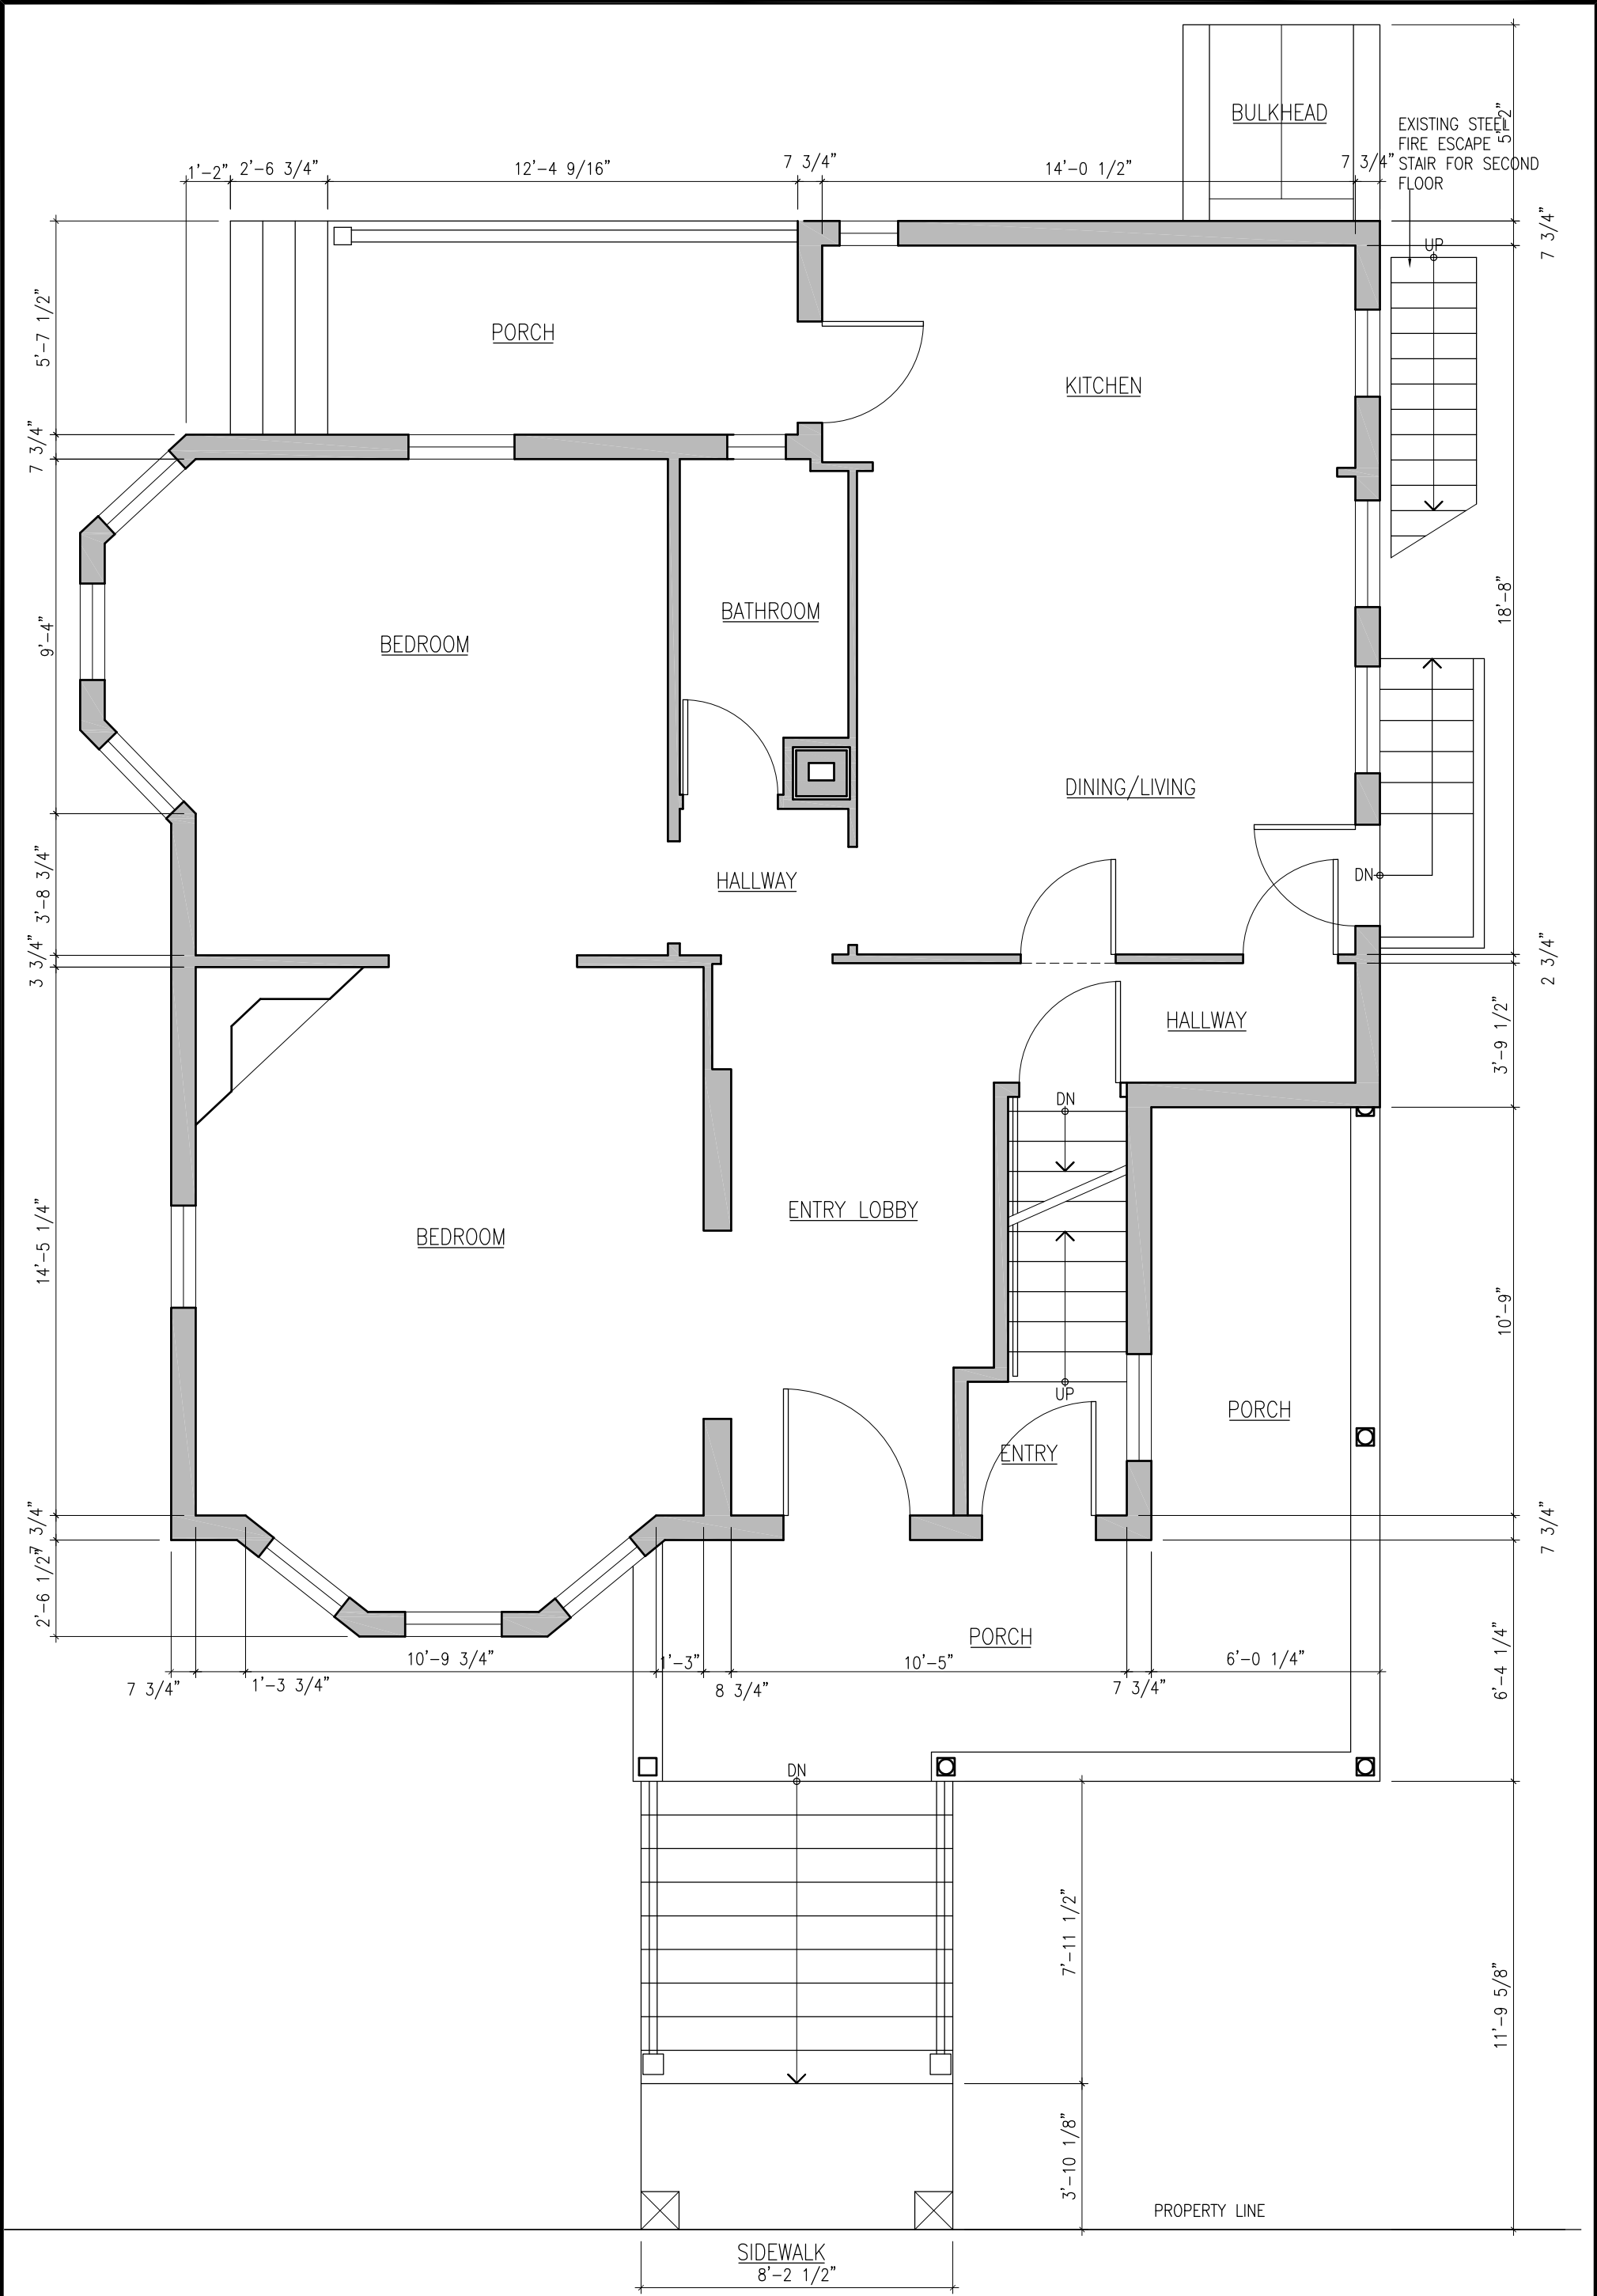 BULKHEAD
EXISTING STEEL
FIRE ESCAPE
STAIR FOR SECOND
FLOOR
5'-2"
1'-2"
2'-6 3/4"
12'-4 9/16"
7 3/4"
14'-0 1/2"
7 3/4"
7 3/4"
UP
5'-7 1/2"
PORCH
KITCHEN
7 3/4"
18'-8"
9'-4"
BEDROOM
BATHROOM
DINING/LIVING
3'-8 3/4"
HALLWAY
DN
3 3/4"
2 3/4"
HALLWAY
3'-9 1/2"
DN
14'-5 1/4"
BEDROOM
ENTRY LOBBY
10'-9"
UP
PORCH
ENTRY
7 3/4"
7 3/4"
2'-6 1/2"
PORCH
6'-4 1/4"
7 3/4"
1'-3 3/4"
10'-9 3/4"
1'-3"
8 3/4"
10'-5"
7 3/4"
6'-0 1/4"
DN
7'-11 1/2"
11'-9 5/8"
3'-10 1/8"
PROPERTY LINE
SIDEWALK
8'-2 1/2"